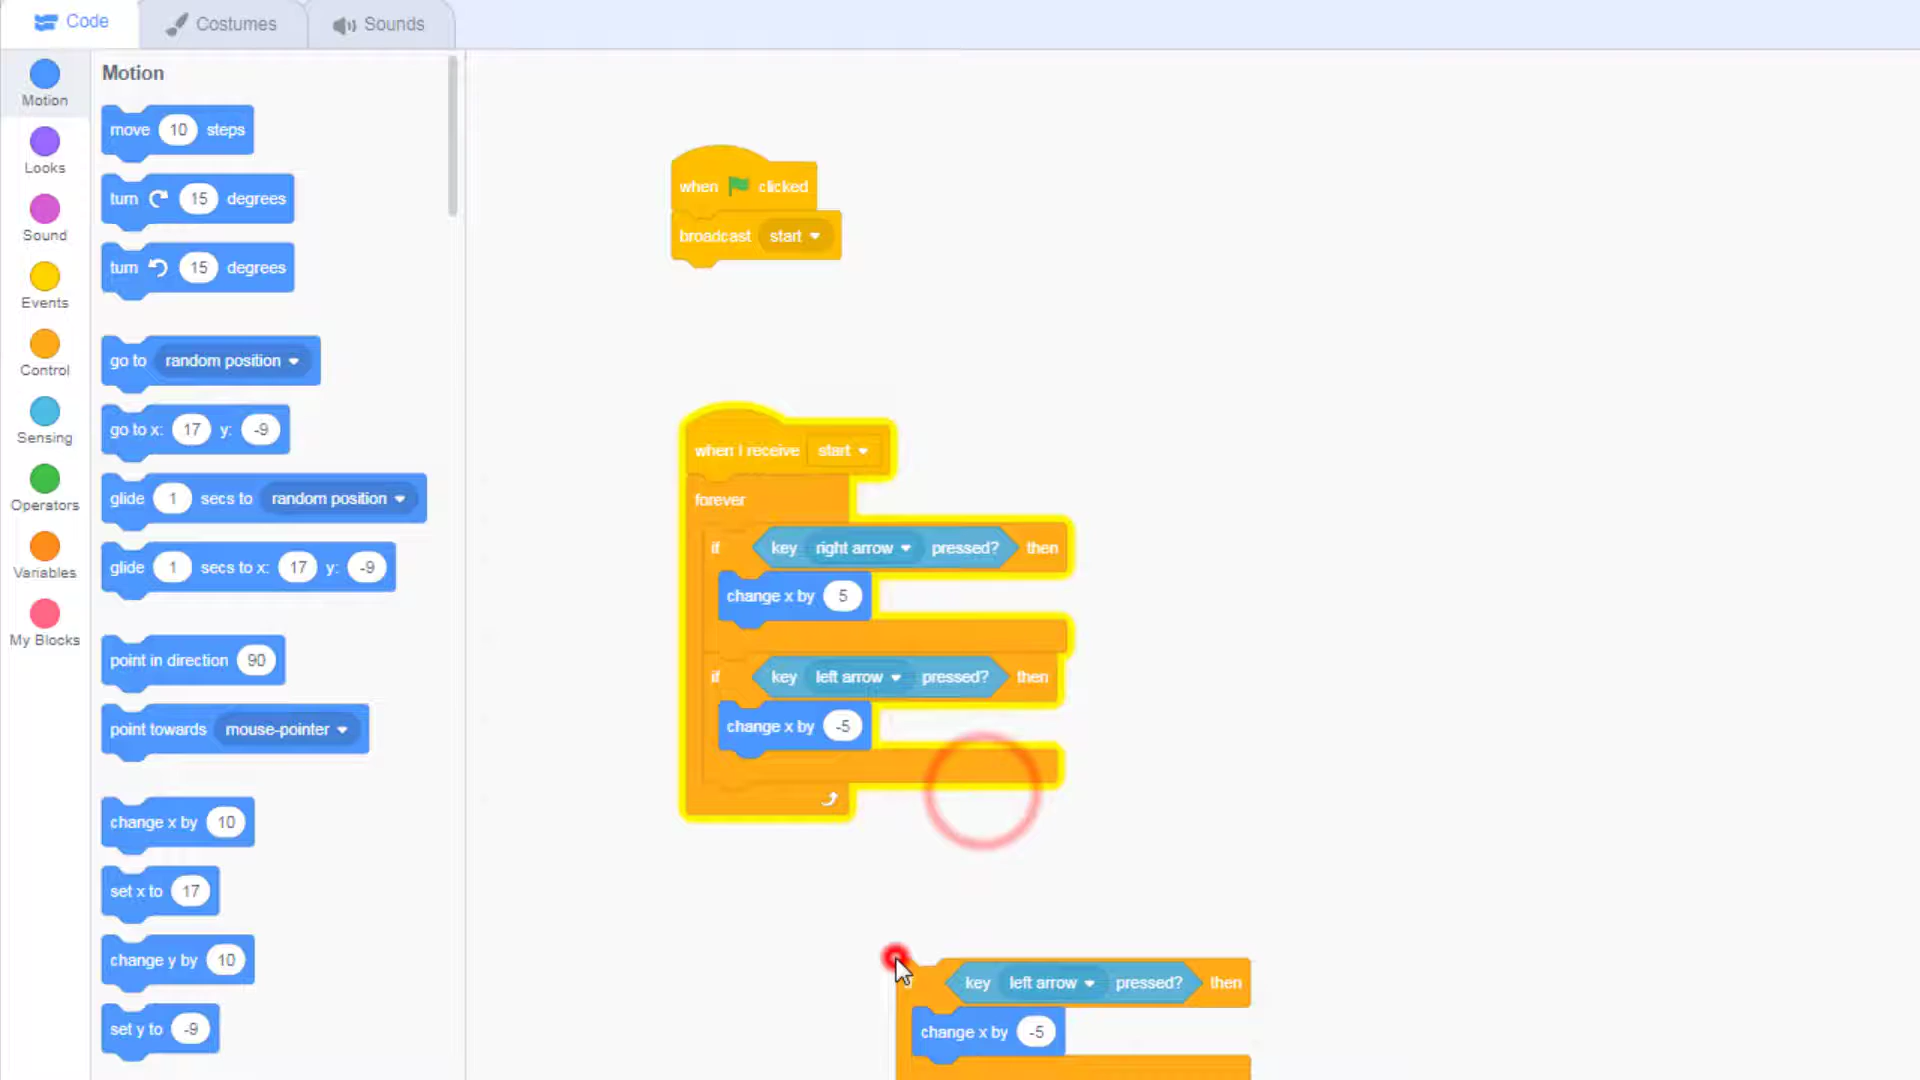 Code
Costumes
Sounds
Motion
Looks
Sound
Events
Control
Sensing
Operators
Variables
My Blocks
Motion
move 10 steps
turn 15 degrees
turn 15 degrees
go to random position
go to x: 17 y: -9
glide 1 secs to random position
glide 1 secs to x: 17 y: -9
point in direction 90
point towards mouse-pointer
change x by 10
set x to 17
change y by 10
set y to -9
when clicked
broadcast start
when I receive start
forever
if key right arrow pressed? then
change x by 5
if key left arrow pressed? then
change x by -5
key left arrow pressed? then
change x by -5